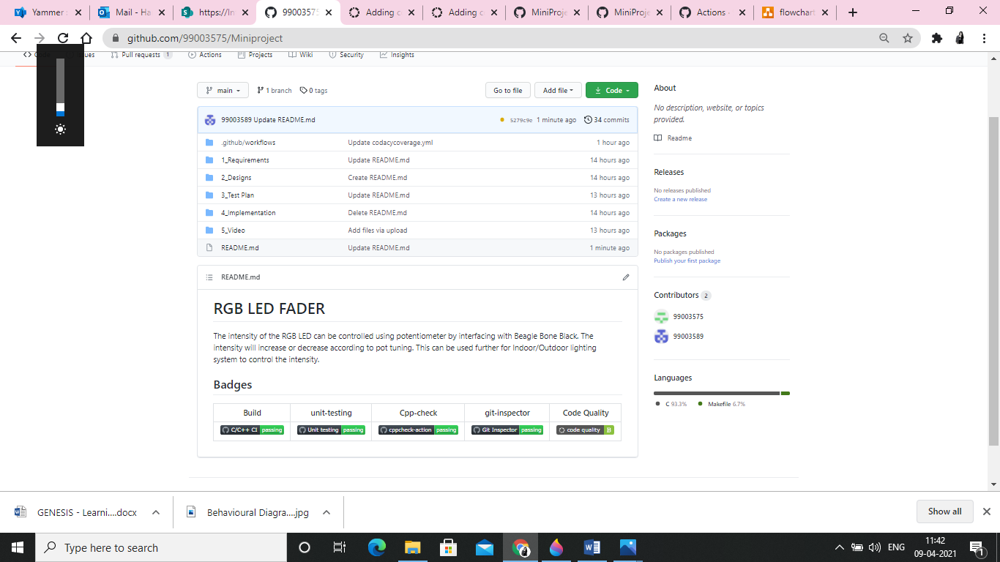 Yammer
Mail - Ha
https://In
99003575
Adding c
Adding c
MiniProje
MiniProje
Actions ·
flowchart
github.com/99003575/Miniproject
Pull requests 1
Actions
Projects
Wiki
Security
Insights
main
1 branch
0 tags
Go to file
Add file
Code
99003589 Update README.md
5279c9e 1 minute ago
34 commits
.github/workflows Update codacycoverage.yml 1 hour ago
1_Requirements Update README.md 14 hours ago
2_Designs Create README.md 14 hours ago
3_Test Plan Update README.md 13 hours ago
4_Implementation Delete README.md 14 hours ago
5_Video Add files via upload 13 hours ago
README.md Update README.md 1 minute ago
README.md
RGB LED FADER
The intensity of the RGB LED can be controlled using potentiometer by interfacing with Beagle Bone Black. The
intensity will increase or decrease according to pot tuning. This can be used further for Indoor/Outdoor lighting
system to control the intensity.
Badges
Build unit-testing Cpp-check git-inspector Code Quality
C/C++ CI passing Unit testing passing cppcheck-action passing Git Inspector passing code quality B
About
No description, website, or topics
provided.
Readme
Releases
No releases published
Create a new release
Packages
No packages published
Publish your first package
Contributors 2
99003575
99003589
Languages
C 93.3% Makefile 6.7%
GENESIS - Learni....docx
Behavioural Diagra....jpg
Show all
Type here to search
ENG
11:42
09-04-2021
1